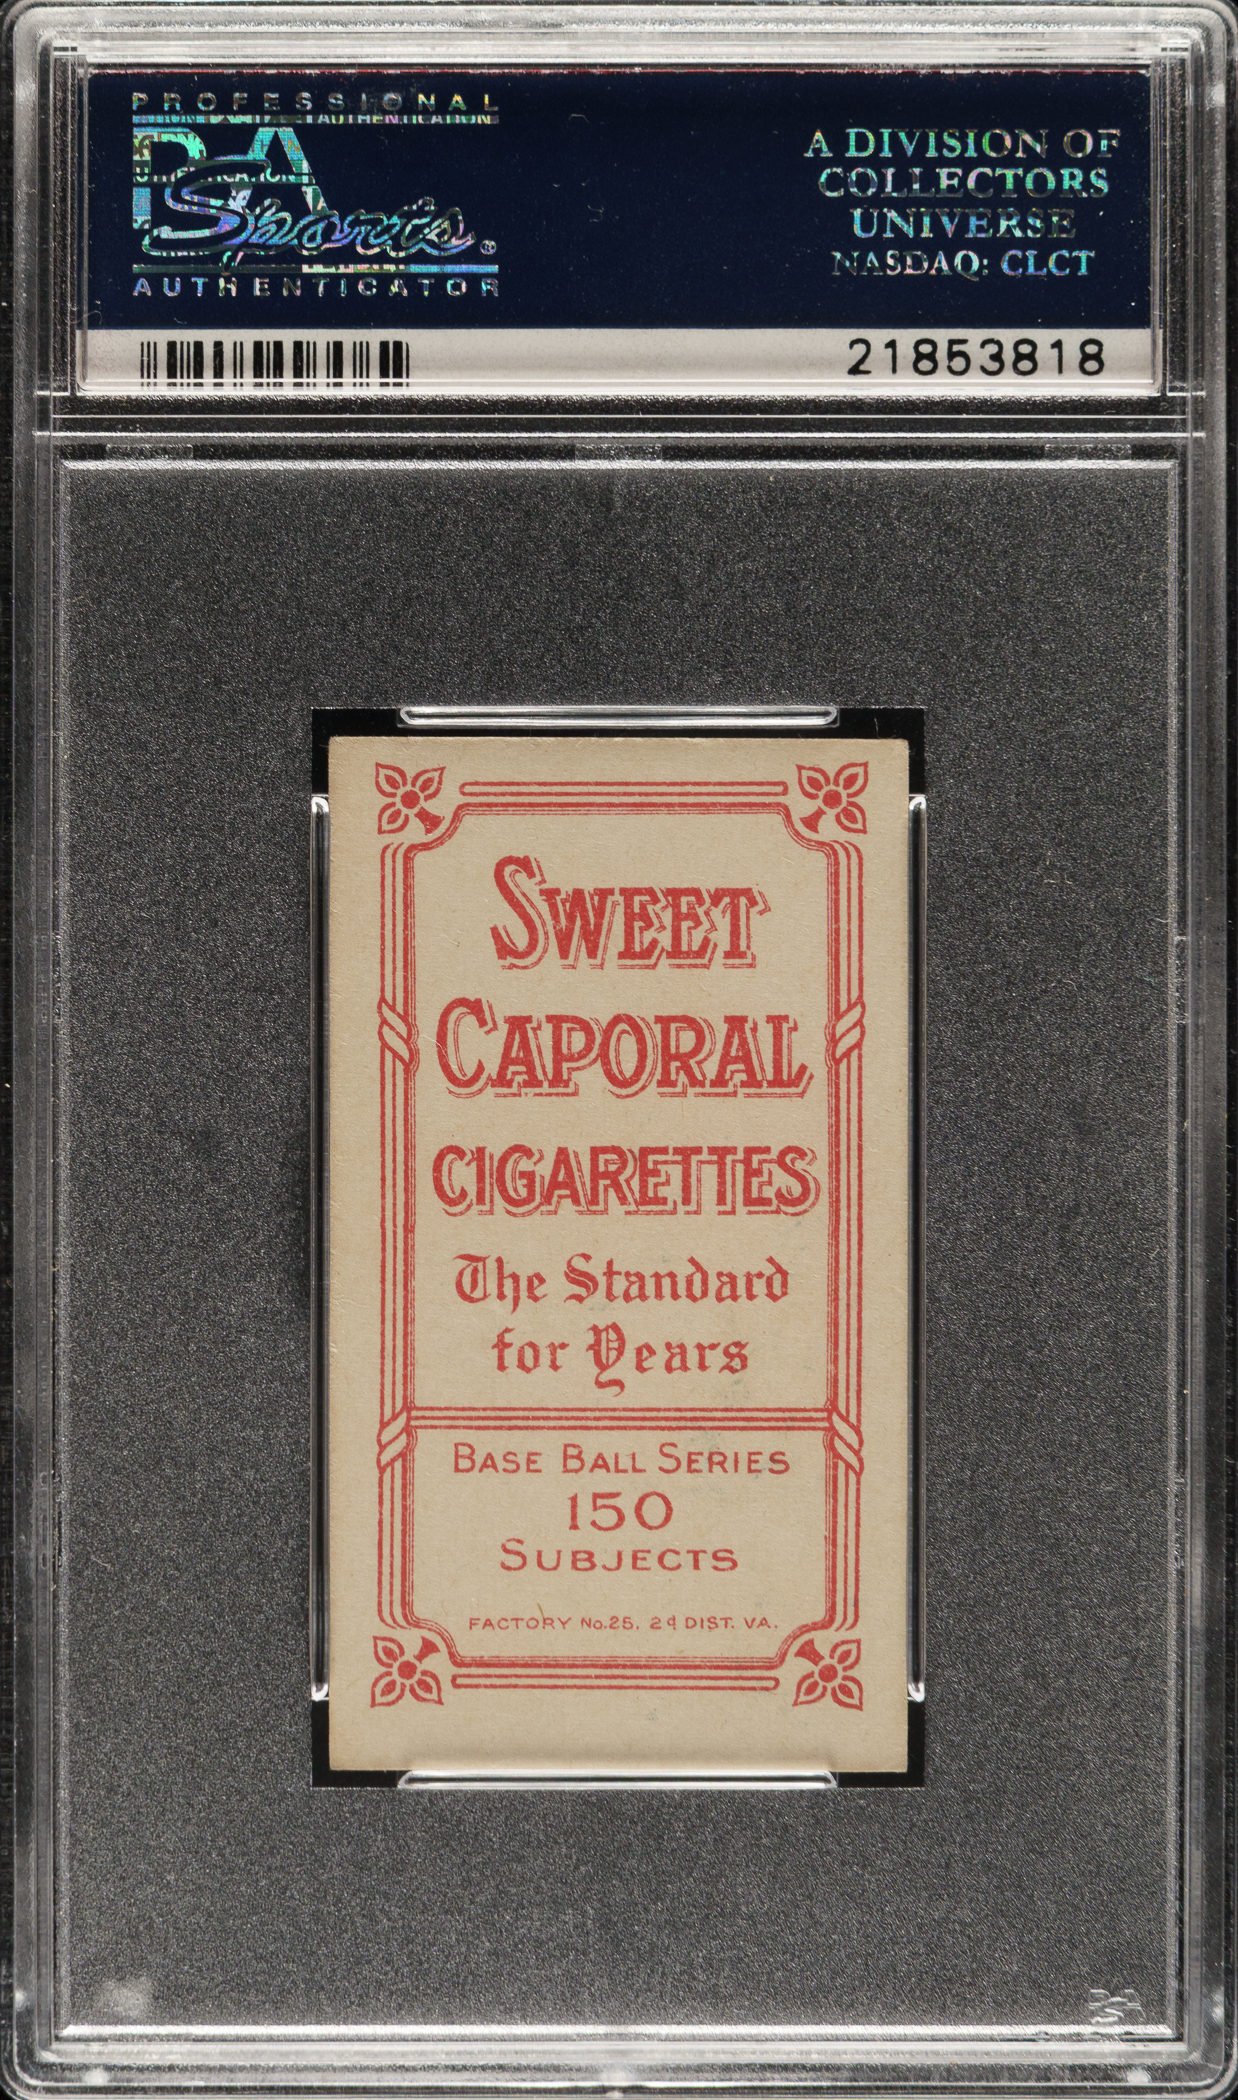 PROFESSIONAL
PSA
Sports®
AUTHENTICATOR
A DIVISION OF
COLLECTORS
UNIVERSE
NASDAQ: CLCT
21853818
SWEET
CAPORAL
CIGARETTES
The Standard
for Years
BASE BALL SERIES
150
SUBJECTS
FACTORY No.25, 2d DIST. VA.
PSA